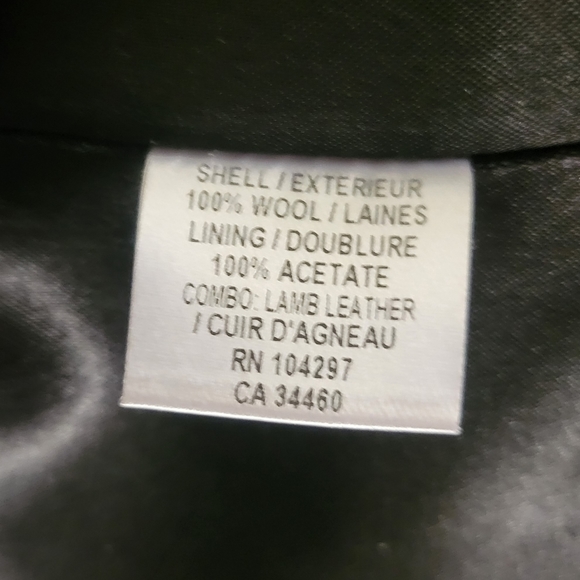 SHELL / EXTERIEUR
100% WOOL / LAINES
LINING / DOUBLURE
100% ACETATE
COMBO: LAMB LEATHER
/ CUIR D'AGNEAU
RN 104297
CA 34460